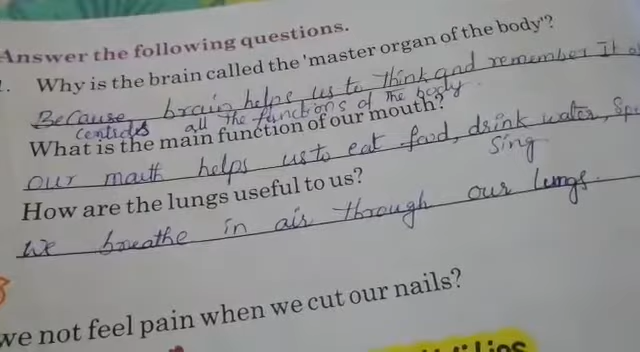 Answer the following questions.
1. Why is the brain called the 'master organ of the body'?
Because, brain helps us to think and remember. It
controls all the functions of the body.
What is the main function of our mouth?
our mouth helps us to eat food, drink water,
sing
How are the lungs useful to us?
we breathe in air through our lungs.
we not feel pain when we cut our nails?